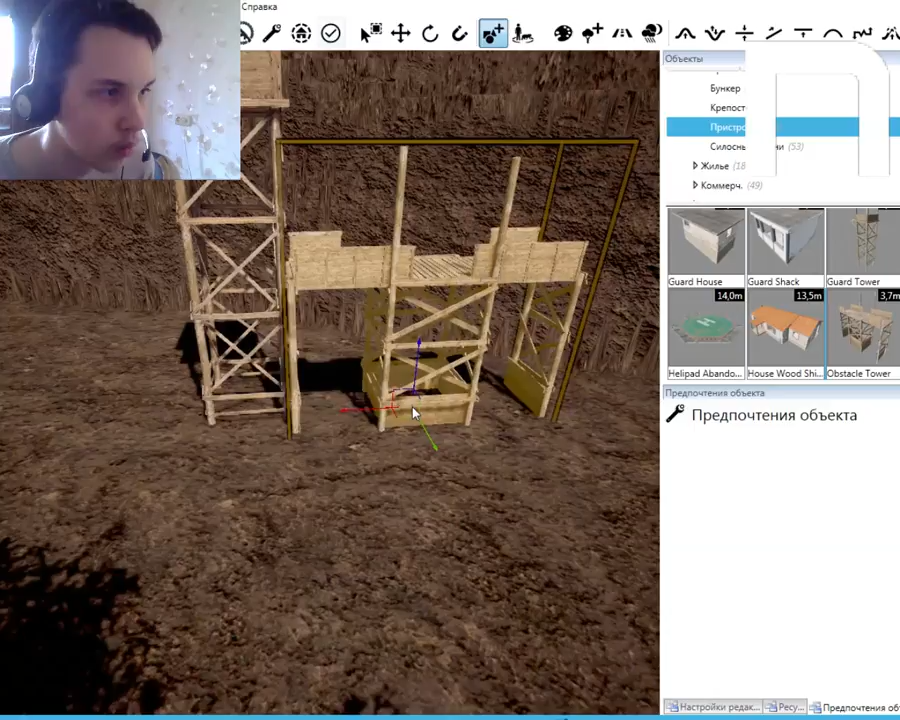 Справка
Объекты
Бункер
Крепост
Пристро
Силосны
ни (53)
Жилье (18
Коммерч. (49)
Guard House
Guard Shack
Guard Tower
14,0m
13,5m
3,7m
Helipad Abando...
House Wood Shi...
Obstacle Tower
Предпочтения объекта
Предпочтения объекта
Настройки редак...
Ресу...
Предпочтения об